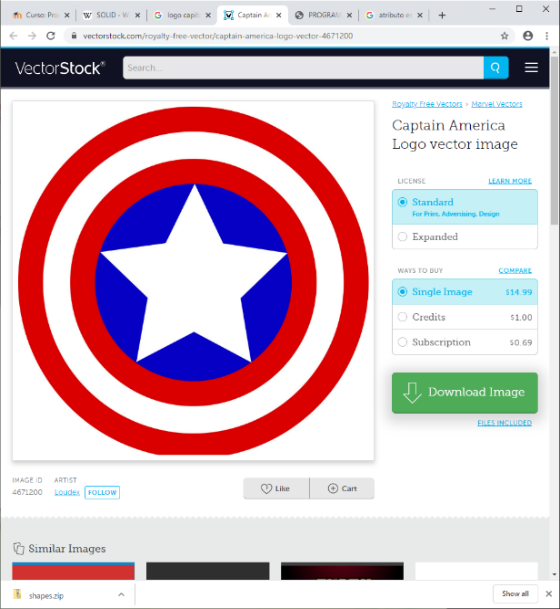 Curso: Pro
SOLID - W
logo capit
Captain A
PROGRAM
atributo es
vectorstock.com/royalty-free-vector/captain-america-logo-vector-4671200
VectorStock®
Search...
Royalty Free Vectors > Marvel Vectors
Captain America
Logo vector image
LICENSE LEARN MORE
Standard
For Print, Advertising, Design
Expanded
WAYS TO BUY COMPARE
Single Image $14.99
Credits $1.00
Subscription $0.69
Download Image
FILES INCLUDED
IMAGE ID ARTIST
4671200 Loudex FOLLOW
Like
Cart
Similar Images
shapes.zip
Show all